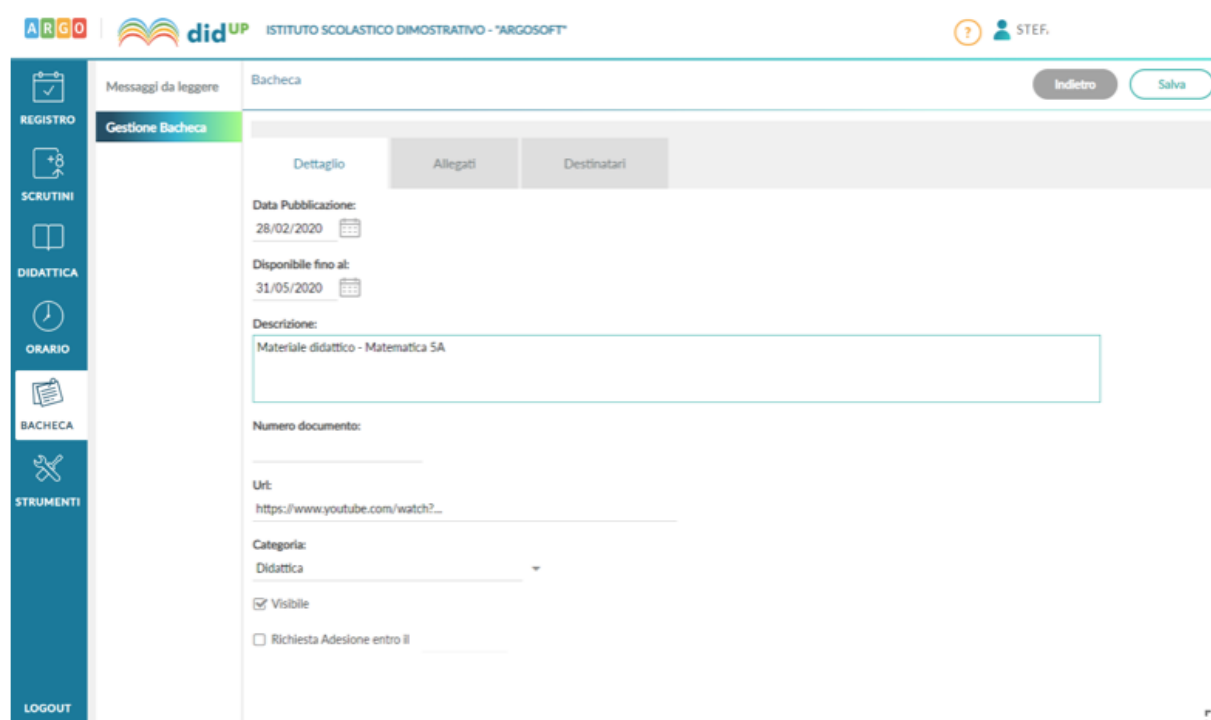 ARGO
didUP
ISTITUTO SCOLASTICO DIMOSTRATIVO - "ARGOSOFT"
?
STEF.
REGISTRO
+8
SCRUTINI
DIDATTICA
ORARIO
BACHECA
STRUMENTI
LOGOUT
Messaggi da leggere
Gestione Bacheca
Bacheca
Indietro
Salva
Dettaglio
Allegati
Destinatari
Data Pubblicazione:
28/02/2020
Disponibile fino al:
31/05/2020
Descrizione:
Materiale didattico - Matematica 5A
Numero documento:
Url:
https://www.youtube.com/watch?...
Categoria:
Didattica
Visibile
Richiesta Adesione entro il